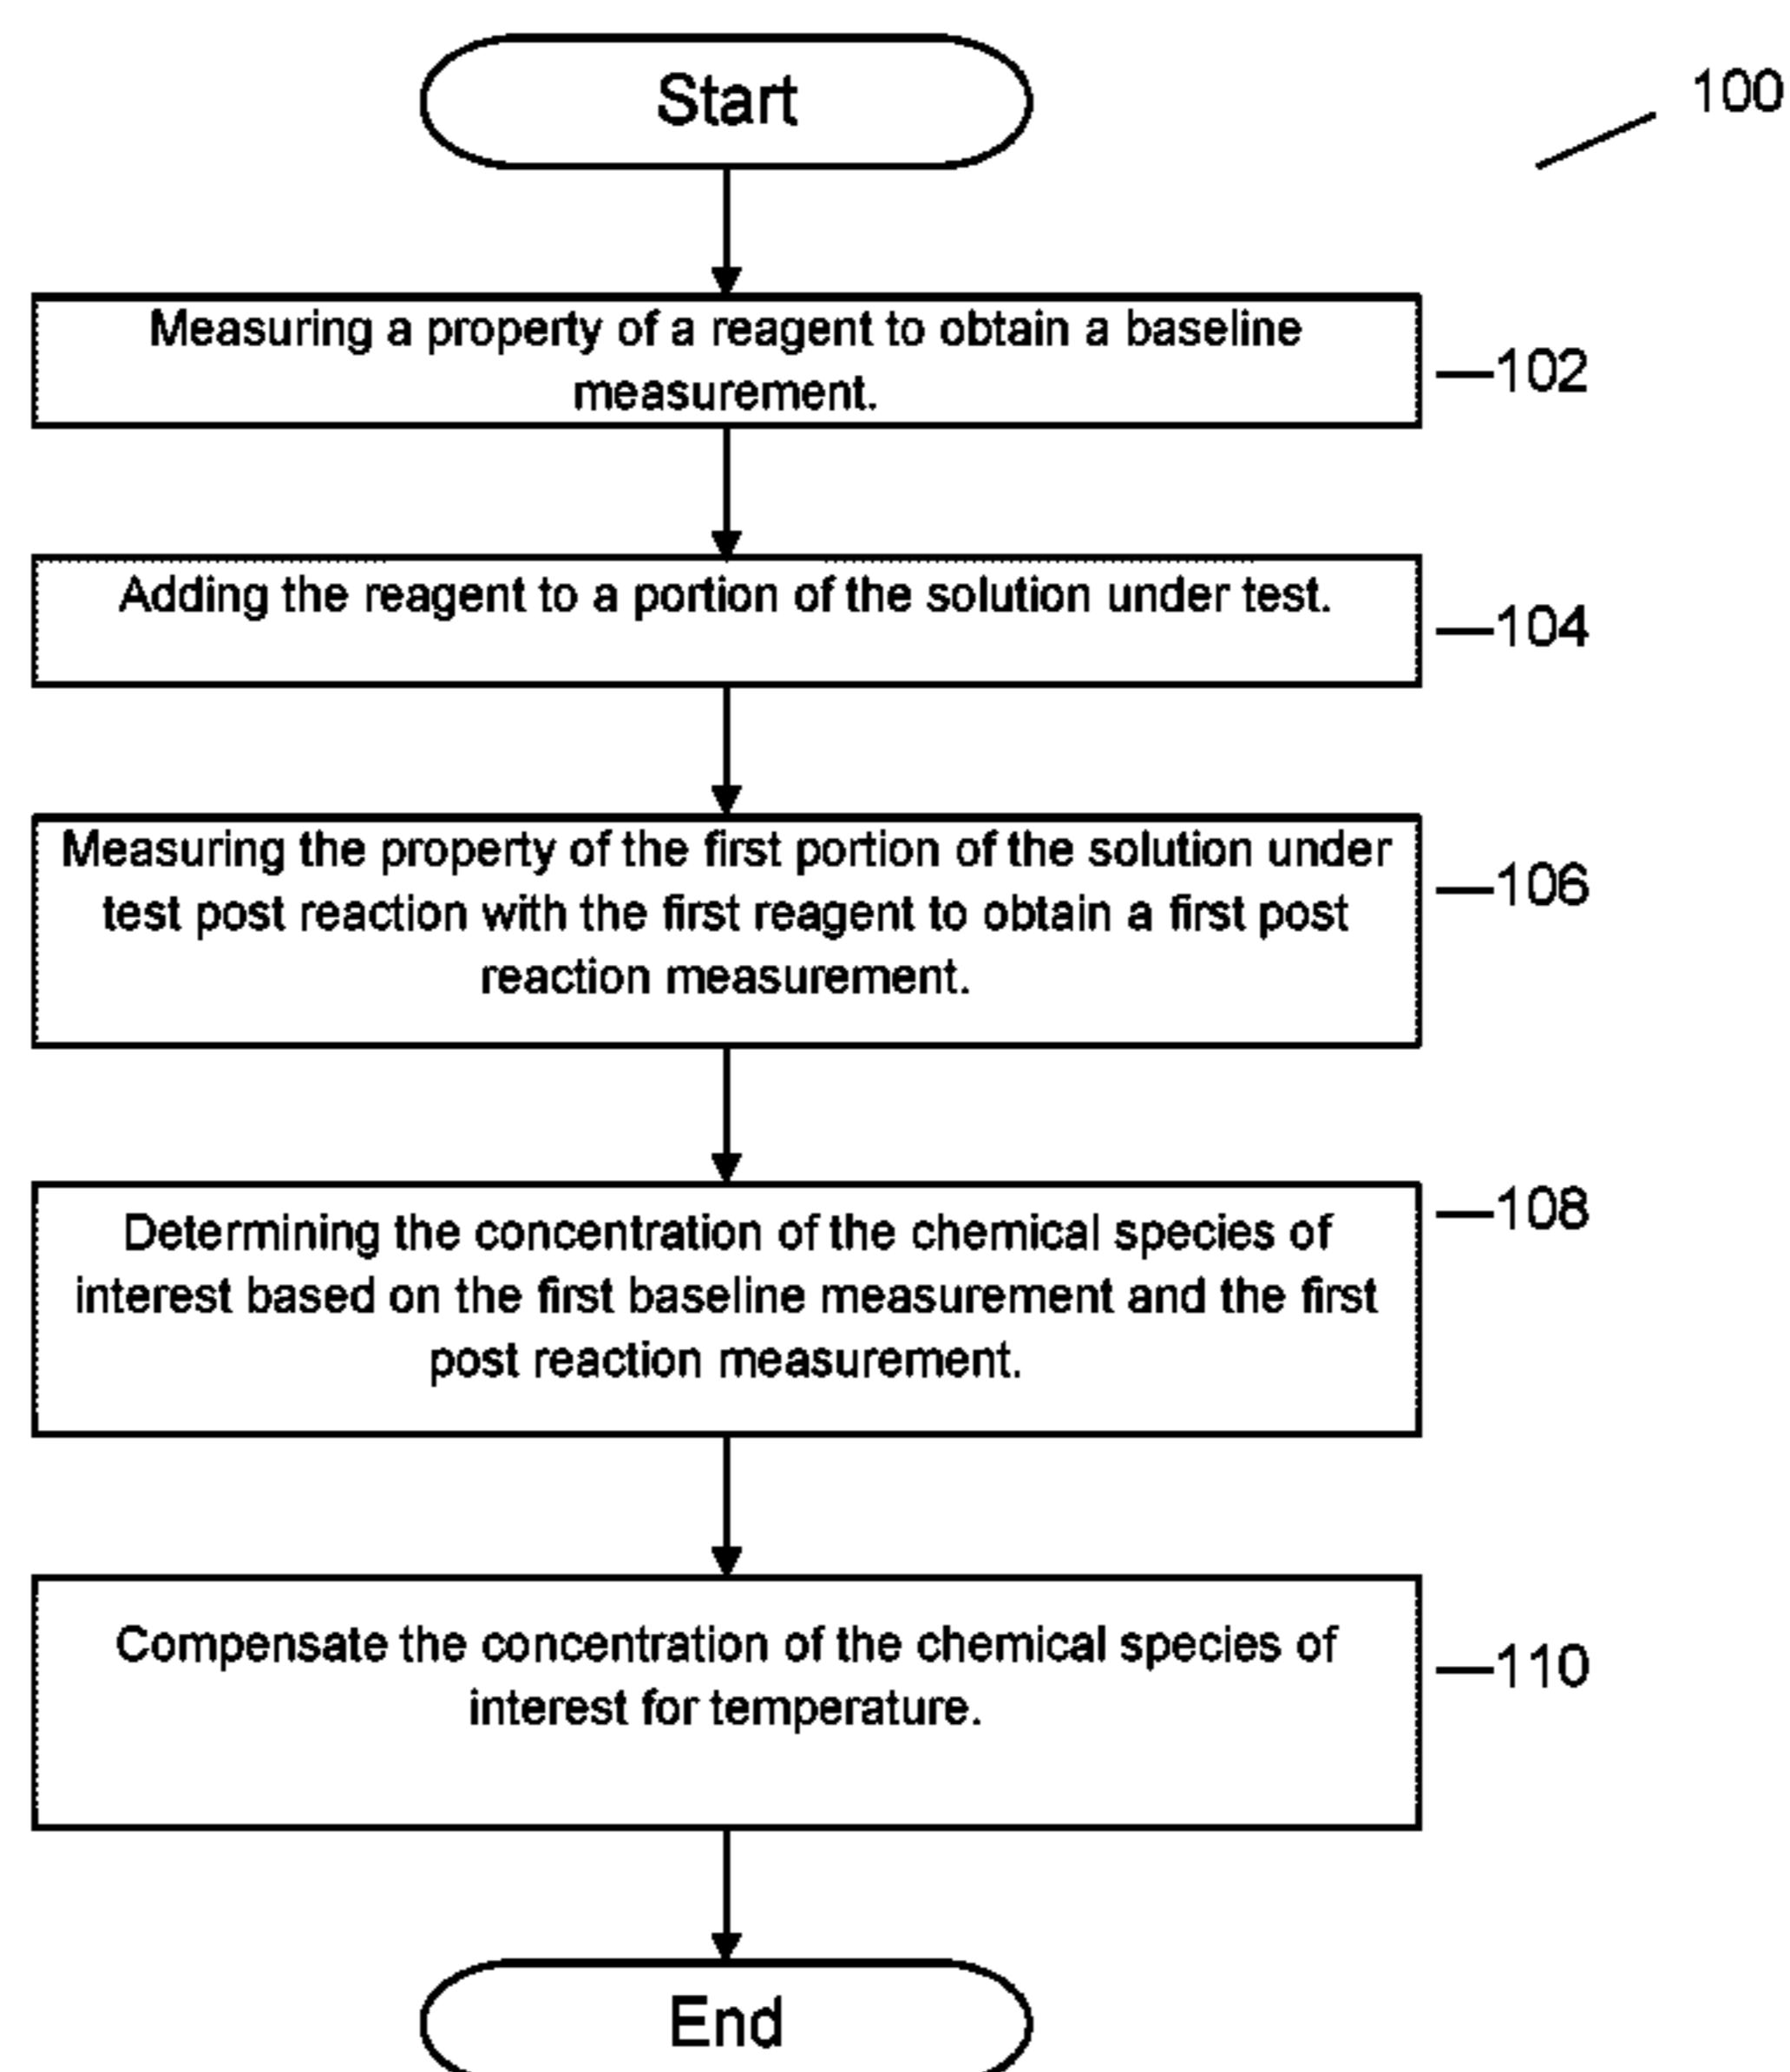 Start
100
Measuring a property of a reagent to obtain a baseline
measurement.
102
Adding the reagent to a portion of the solution under test.
104
Measuring the property of the first portion of the solution under
test post reaction with the first reagent to obtain a first post
reaction measurement.
106
Determining the concentration of the chemical species of
interest based on the first baseline measurement and the first
post reaction measurement.
108
Compensate the concentration of the chemical species of
interest for temperature.
110
End